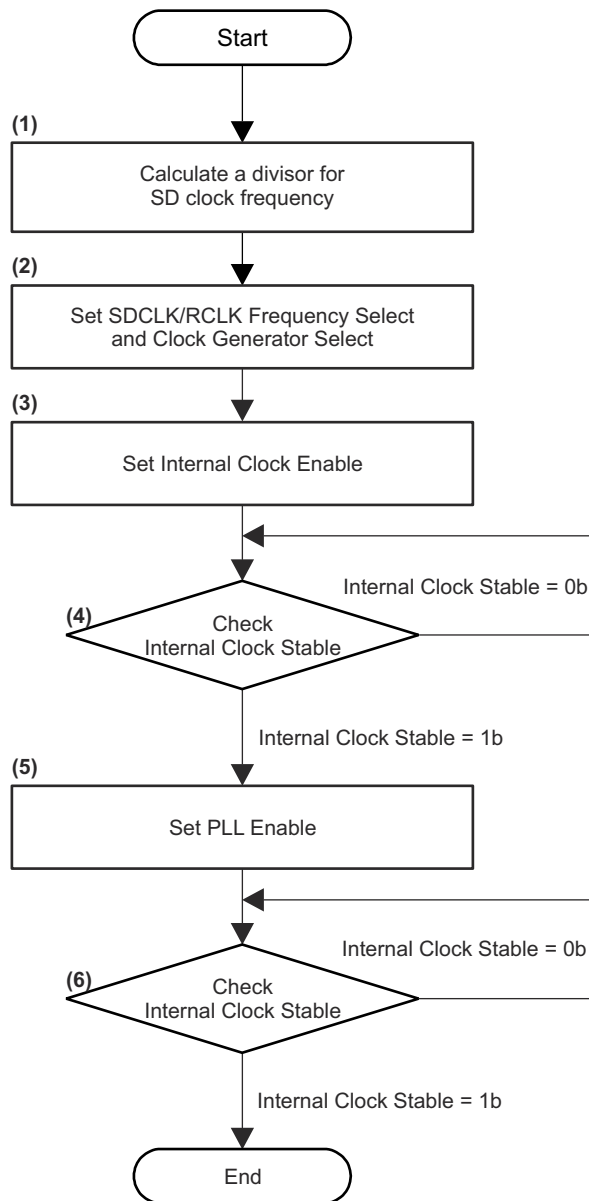 Start
(1)
Calculate a divisor for
SD clock frequency
(2)
Set SDCLK/RCLK Frequency Select
and Clock Generator Select
(3)
Set Internal Clock Enable
Internal Clock Stable = 0b
(4)
Check
Internal Clock Stable
Internal Clock Stable = 1b
(5)
Set PLL Enable
Internal Clock Stable = 0b
(6)
Check
Internal Clock Stable
Internal Clock Stable = 1b
End